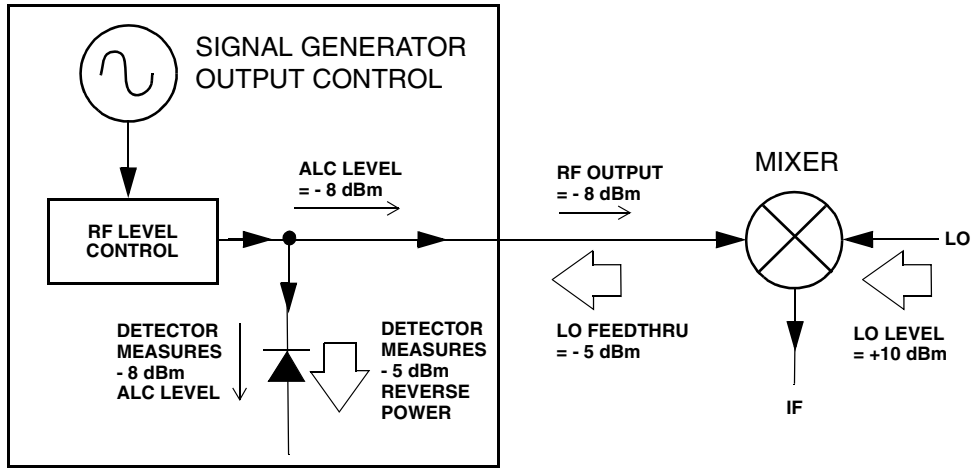 SIGNAL GENERATOR
OUTPUT CONTROL
MIXER
ALC LEVEL
= - 8 dBm
RF OUTPUT
= - 8 dBm
RF LEVEL
CONTROL
LO
DETECTOR
MEASURES
- 8 dBm
ALC LEVEL
DETECTOR
MEASURES
- 5 dBm
REVERSE
POWER
LO FEEDTHRU
= - 5 dBm
LO LEVEL
= +10 dBm
IF